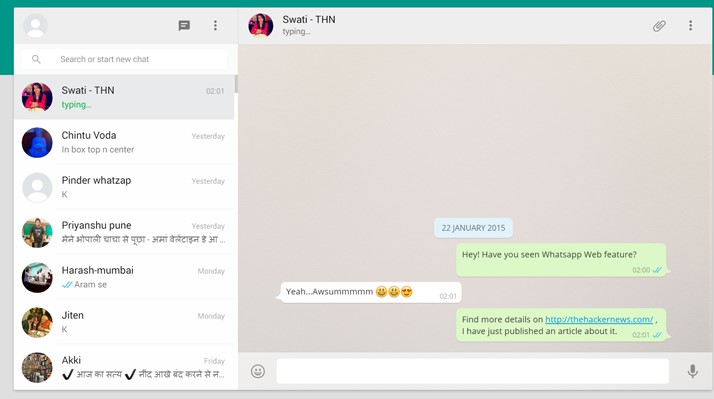 Swati - THN
typing...
Search or start new chat
Swati - THN
02:01
typing...
Chintu Voda
Yesterday
In box top n center
Pinder whatzap
Yesterday
K
Priyanshu pune
Yesterday
मेने भोपाली चाचा से पूछा - अमां वेलेंटाइन डे आ ...
Harash-mumbai
Monday
Aram se
Jiten
Monday
K
Akki
Friday
✔ आज का सत्य ✔ नींद आखे बंद करने से न...
22 JANUARY 2015
Hey! Have you seen Whatsapp Web feature?
02:00
Yeah...Awsummmmm 😀😀😍
02:01
Find more details on http://thehackernews.com/ ,
I have just published an article about it.
02:01